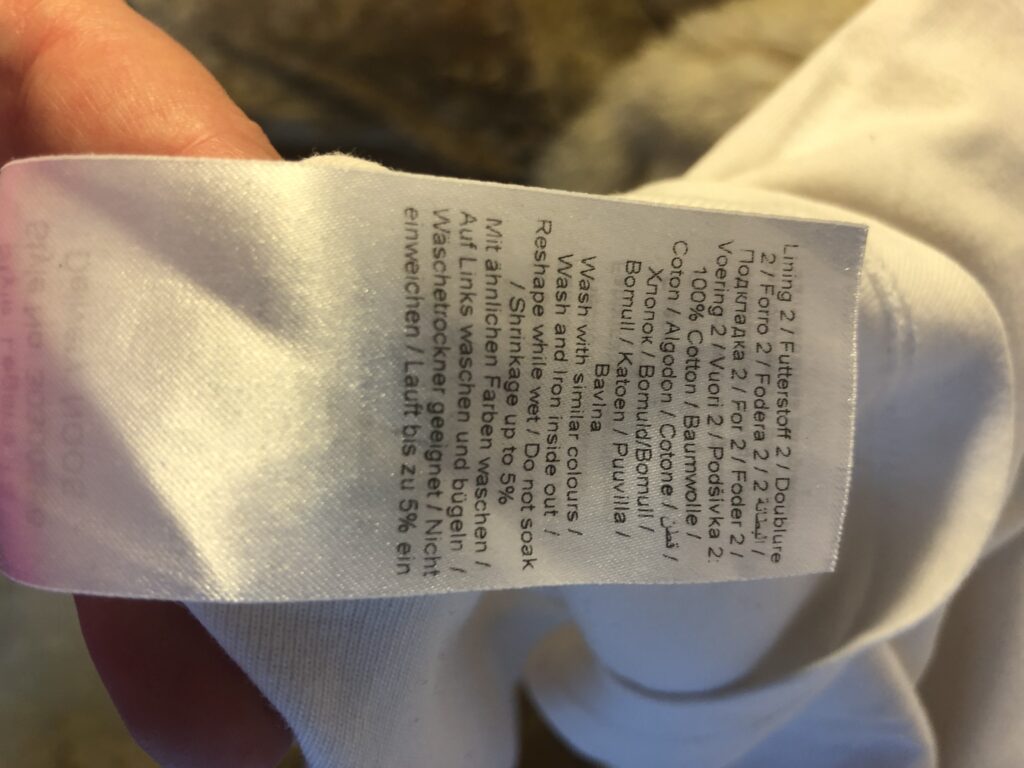 Lining 2 / Futterstoff 2 / Doublure
2 / Forro 2 / Fodera 2 / البطانة 2 /
Подкладка 2 / For 2 / Foder 2 /
Voering 2 / Vuori 2 / Podšívka 2:
100% Cotton / Baumwolle /
Coton / Algodon / Cotone / قطن /
Хлопок / Bomuld/Bomull /
Bomull / Katoen / Puuvilla /
Bavlna
Wash with similar colours /
Wash and Iron inside out /
Reshape while wet / Do not soak
/ Shrinkage up to 5%
Mit ähnlichen Farben waschen /
Auf Links waschen und bügeln /
Wäschetrockner geeignet / Nicht
einweichen / Lauft bis zu 5% ein